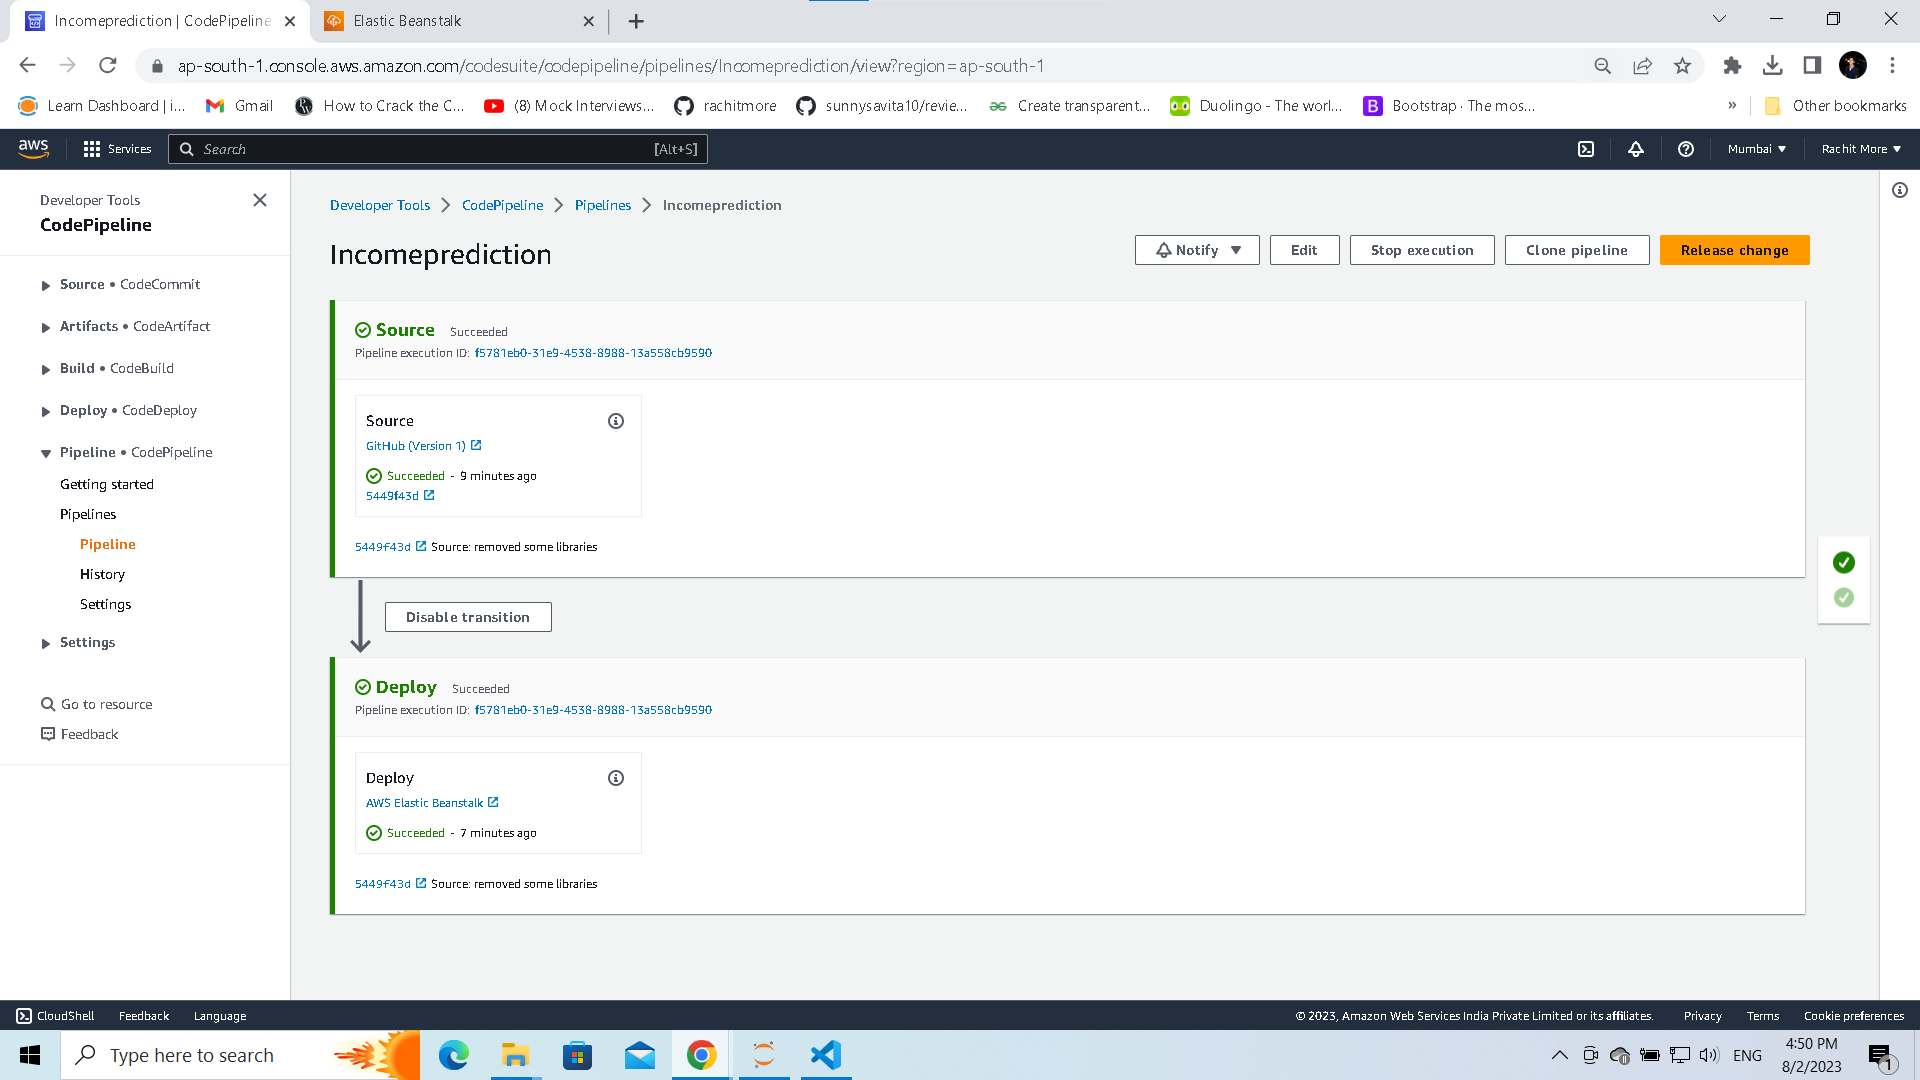 Incomeprediction | CodePipeline
Elastic Beanstalk
ap-south-1.console.aws.amazon.com/codesuite/codepipeline/pipelines/Incomeprediction/view?region=ap-south-1
Learn Dashboard | i...
Gmail
How to Crack the C...
(8) Mock Interviews...
rachitmore
sunnysavita10/revie...
Create transparent...
Duolingo - The worl...
Bootstrap · The mos...
»
Other bookmarks
aws
Services
Search
[Alt+S]
Mumbai
Rachit More
Developer Tools
CodePipeline
Source • CodeCommit
Artifacts • CodeArtifact
Build • CodeBuild
Deploy • CodeDeploy
Pipeline • CodePipeline
Getting started
Pipelines
Pipeline
History
Settings
Settings
Go to resource
Feedback
Developer Tools > CodePipeline > Pipelines > Incomeprediction
Incomeprediction
Notify
Edit
Stop execution
Clone pipeline
Release change
Source Succeeded
Pipeline execution ID: f5781eb0-31e9-4538-8988-13a558cb9590
Source
GitHub (Version 1)
Succeeded - 9 minutes ago
5449f43d
5449f43d Source: removed some libraries
Disable transition
Deploy Succeeded
Pipeline execution ID: f5781eb0-31e9-4538-8988-13a558cb9590
Deploy
AWS Elastic Beanstalk
Succeeded - 7 minutes ago
5449f43d Source: removed some libraries
CloudShell
Feedback
Language
© 2023, Amazon Web Services India Private Limited or its affiliates.
Privacy
Terms
Cookie preferences
Type here to search
ENG
4:50 PM
8/2/2023
1